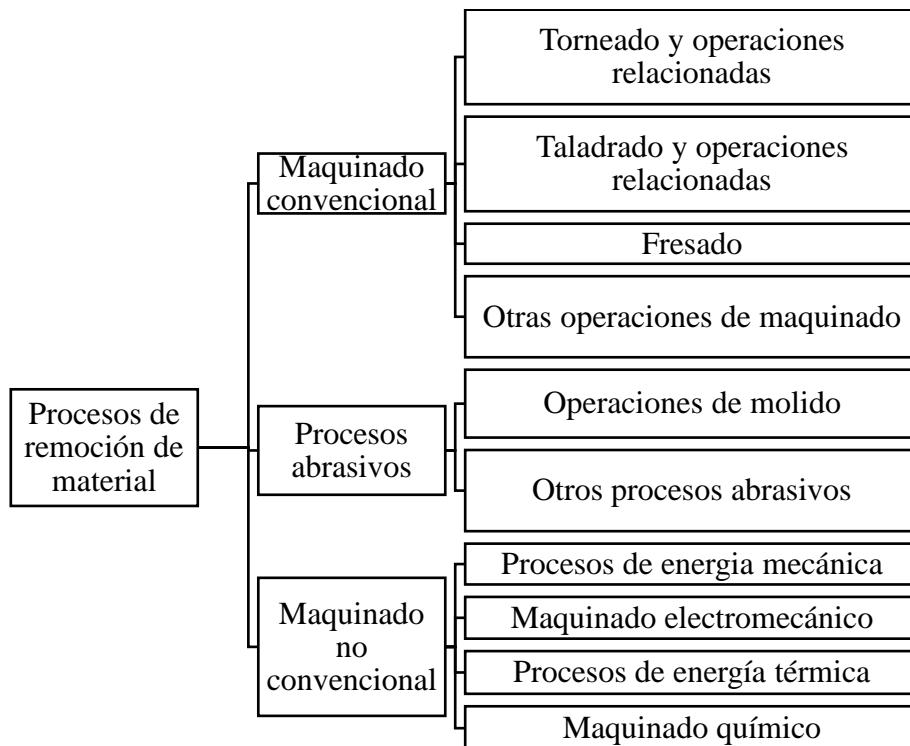 Procesos de
remoción de
material
Maquinado
convencional
Torneado y operaciones
relacionadas
Taladrado y operaciones
relacionadas
Fresado
Otras operaciones de maquinado
Procesos
abrasivos
Operaciones de molido
Otros procesos abrasivos
Maquinado
no
convencional
Procesos de energia mecánica
Maquinado electromecánico
Procesos de energía térmica
Maquinado químico